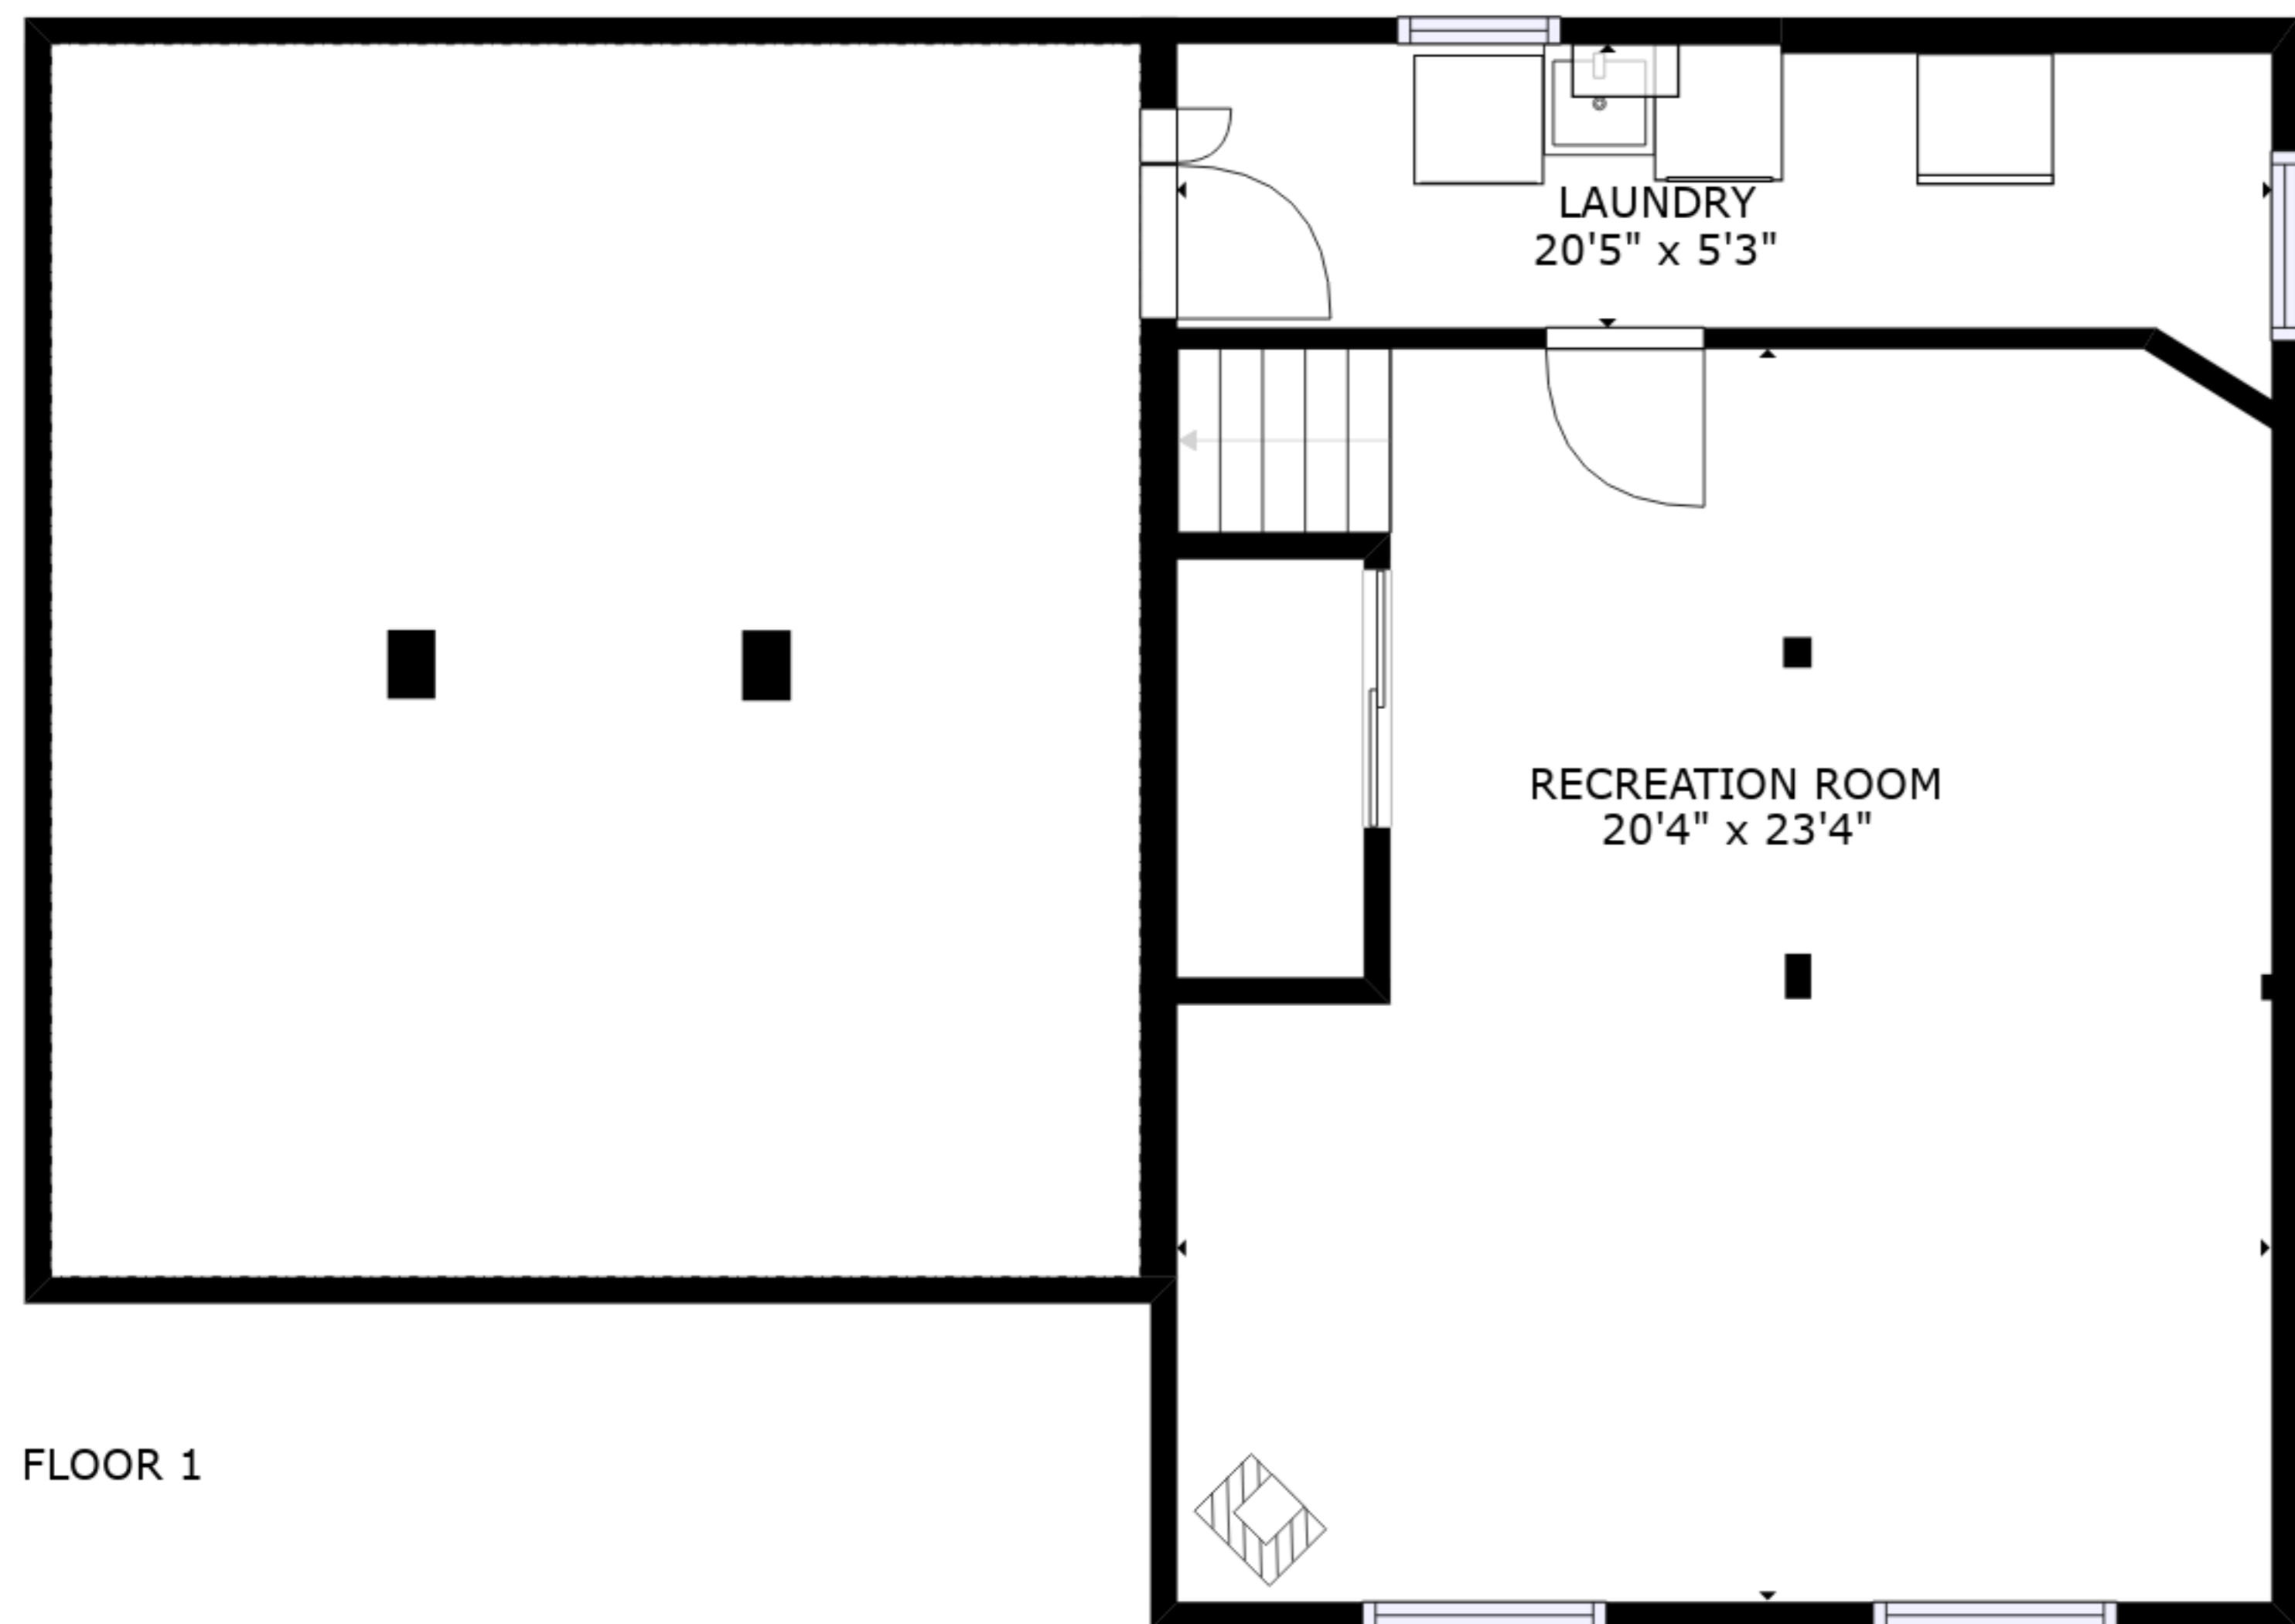 LAUNDRY
20'5" x 5'3"
RECREATION ROOM
20'4" x 23'4"
FLOOR 1